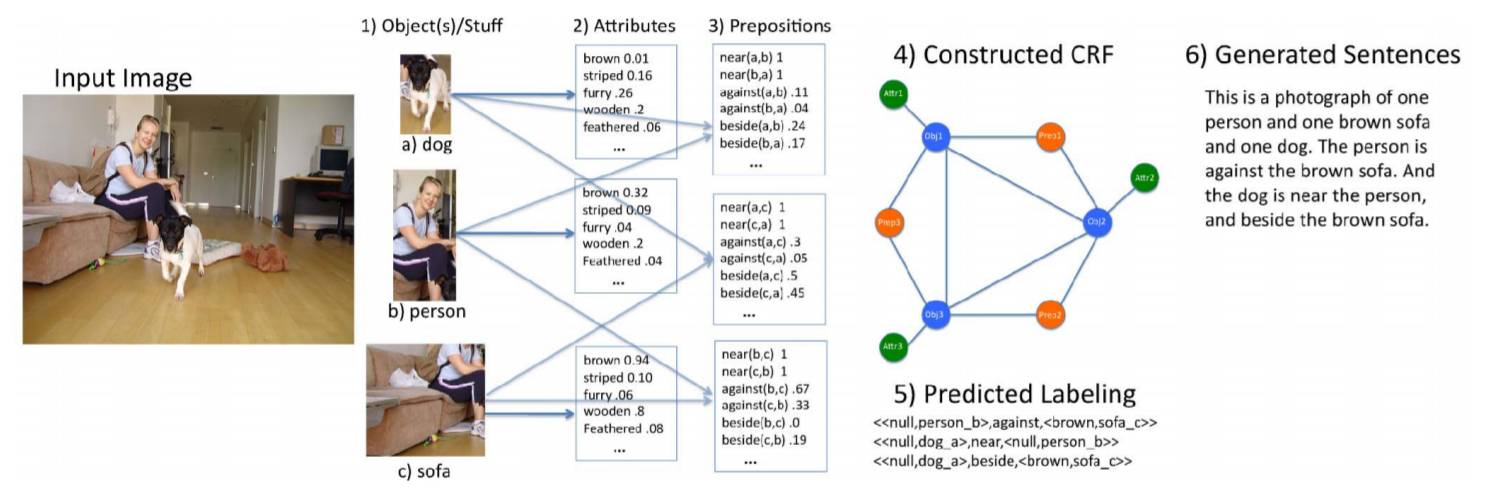 Input Image
1) Object(s)/Stuff
a) dog
b) person
c) sofa
2) Attributes
brown 0.01
striped 0.16
furry .26
wooden .2
feathered .06
...
brown 0.32
striped 0.09
furry .04
wooden .2
Feathered .04
...
brown 0.94
striped 0.10
furry .06
wooden .8
Feathered .08
...
3) Prepositions
near(a,b) 1
near(b,a) 1
against(a,b) .11
against(b,a) .04
beside(a,b) .24
beside(b,a) .17
...
near(a,c) 1
near(c,a) 1
against(a,c) .3
against(c,a) .05
beside(a,c) .5
beside(c,a) .45
...
near(b,c) 1
near(c,b) 1
against(b,c) .67
against(c,b) .33
beside(b,c) .0
beside(c,b) .19
...
4) Constructed CRF
Attr1
Obj1
Prep1
Attr2
Prep3
Obj2
Obj3
Prep2
Attr3
5) Predicted Labeling
<<null,person_b>,against,<brown,sofa_c>>
<<null,dog_a>,near,<null,person_b>>
<<null,dog_a>,beside,<brown,sofa_c>>
6) Generated Sentences
This is a photograph of one
person and one brown sofa
and one dog. The person is
against the brown sofa. And
the dog is near the person,
and beside the brown sofa.